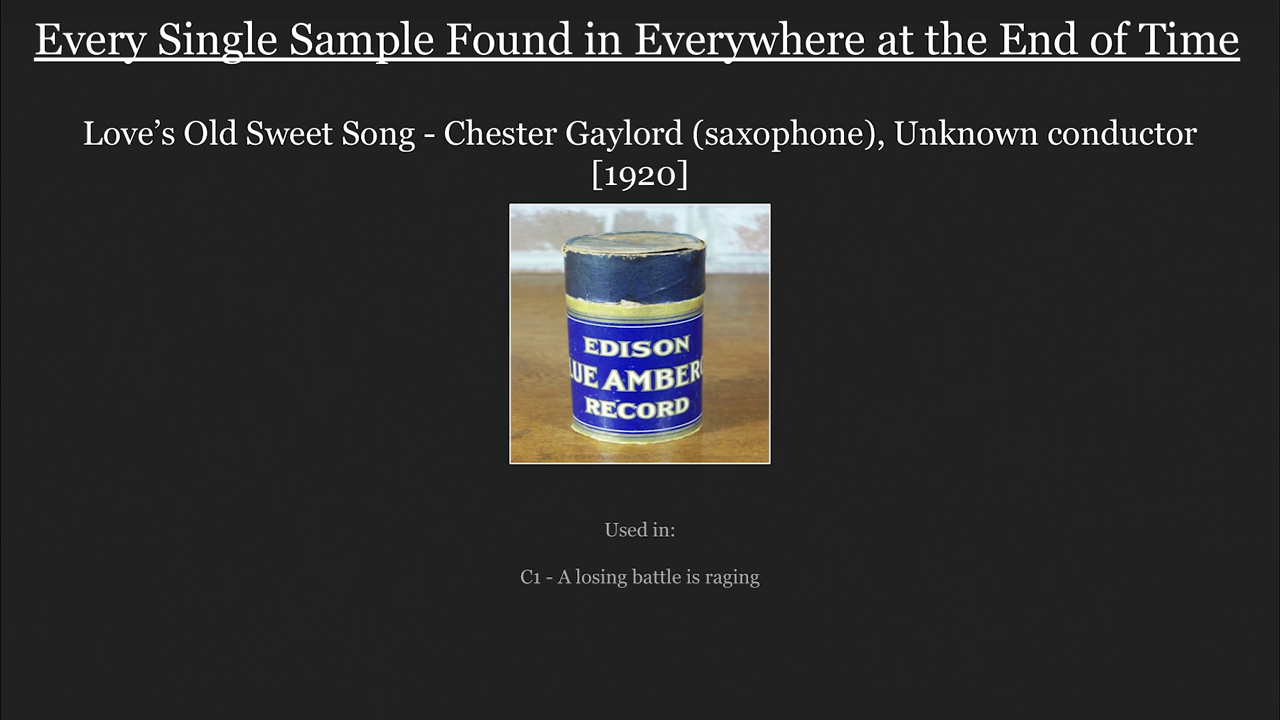 Every Single Sample Found in Everywhere at the End of Time
Love’s Old Sweet Song - Chester Gaylord (saxophone), Unknown conductor
[1920]
EDISON
LUE AMBERO
RECORD
Used in:
C1 - A losing battle is raging